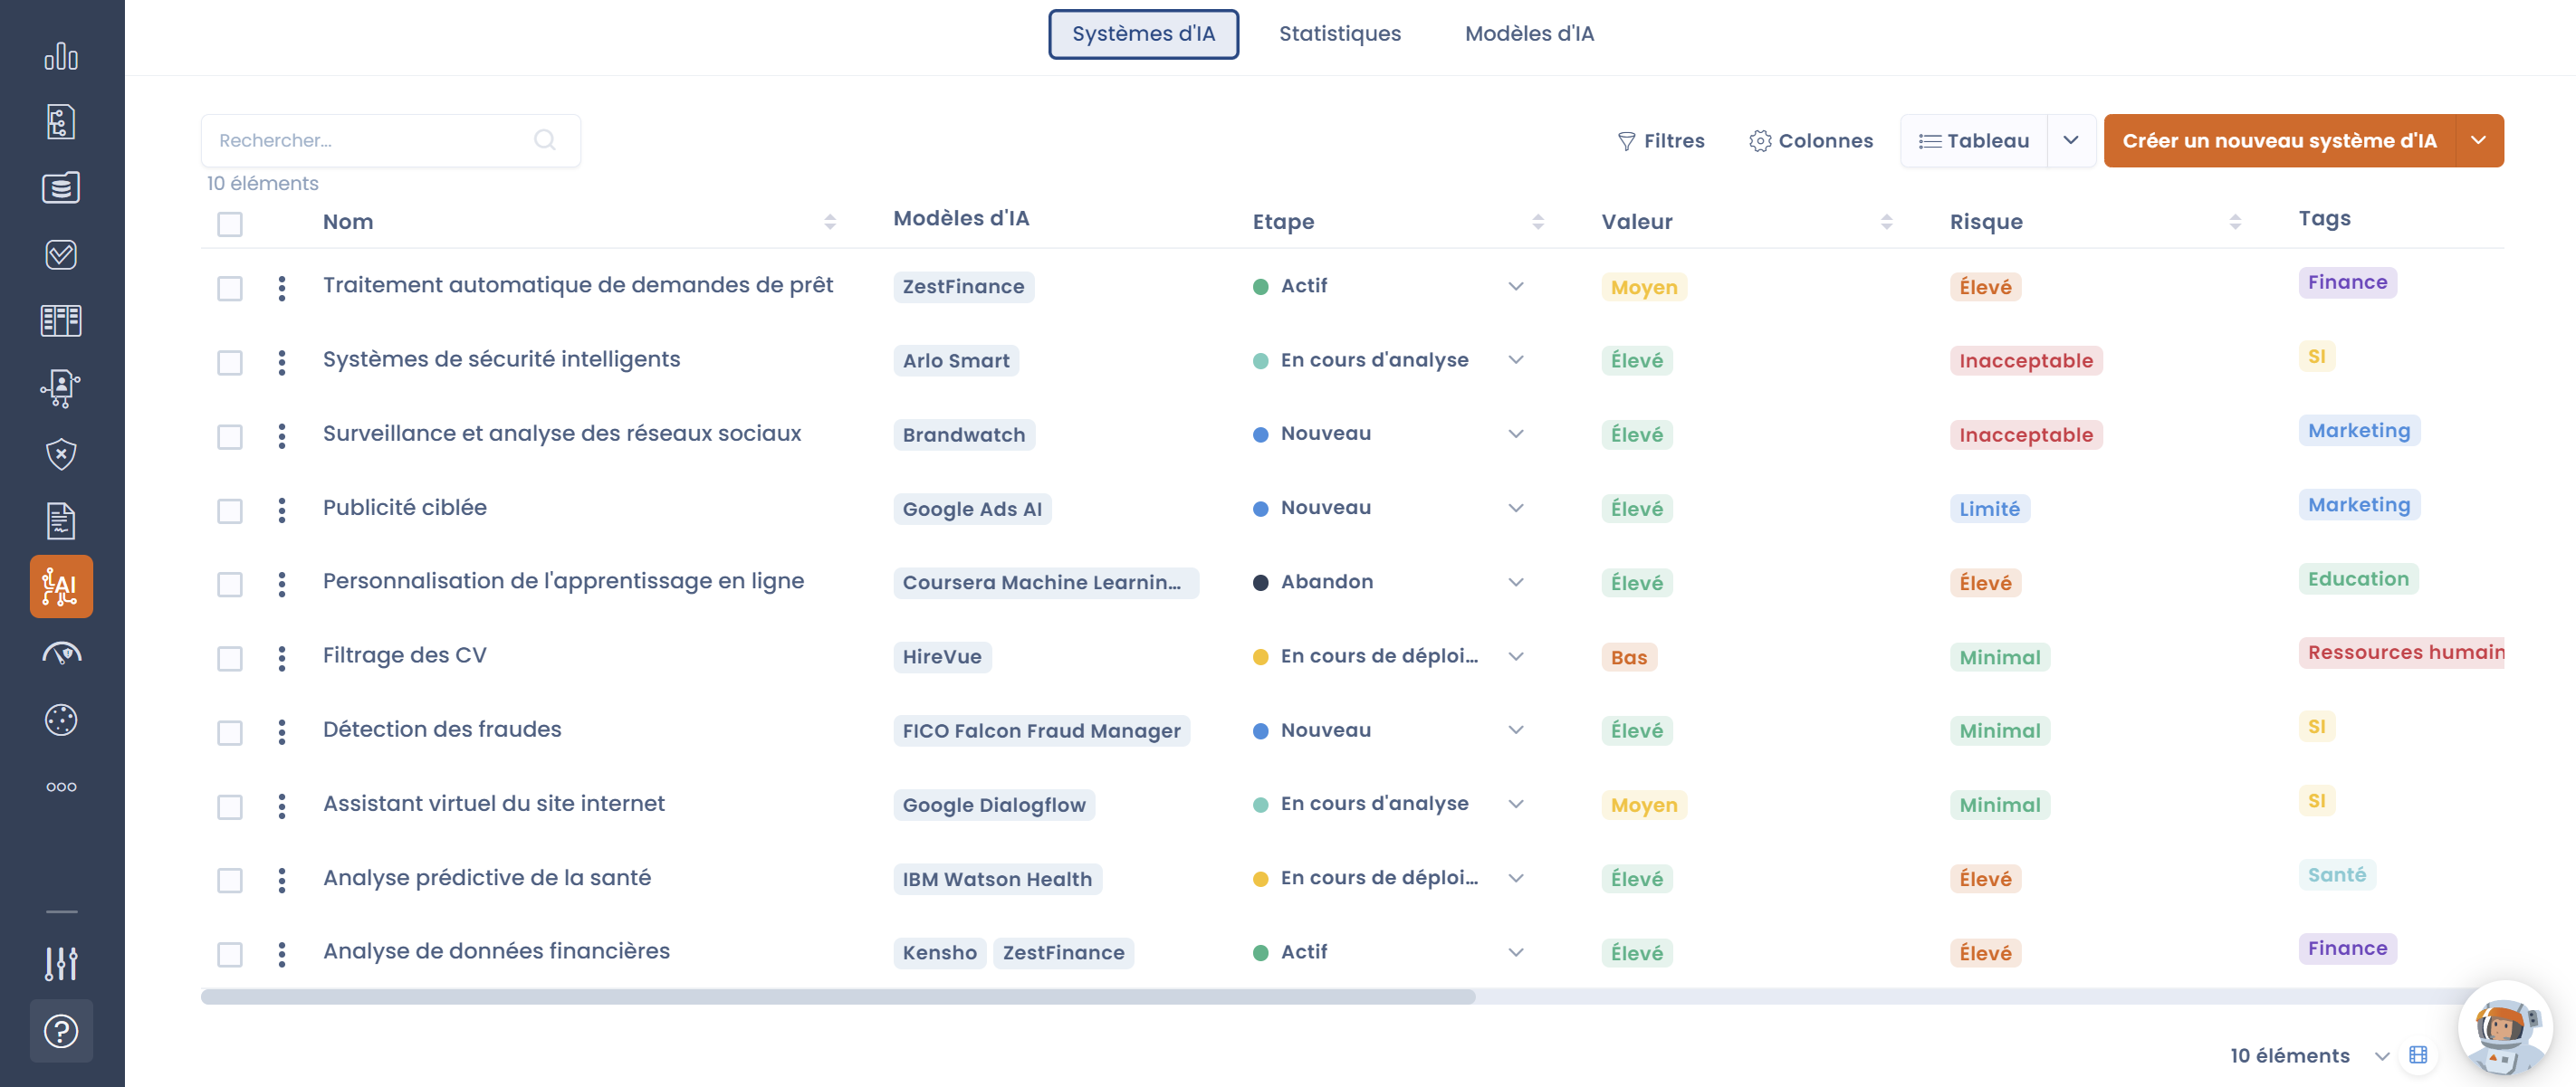 Systèmes d'IA Statistiques Modèles d'IA
Rechercher... Filtres Colonnes Tableau Créer un nouveau système d'IA
10 éléments
Nom Modèles d'IA Etape Valeur Risque Tags
Traitement automatique de demandes de prêt ZestFinance Actif Moyen Élevé Finance
Systèmes de sécurité intelligents Arlo Smart En cours d'analyse Élevé Inacceptable SI
Surveillance et analyse des réseaux sociaux Brandwatch Nouveau Élevé Inacceptable Marketing
Publicité ciblée Google Ads AI Nouveau Élevé Limité Marketing
AI Personnalisation de l'apprentissage en ligne Coursera Machine Learnin... Abandon Élevé Élevé Education
Filtrage des CV HireVue En cours de déploi... Bas Minimal Ressources humain
Détection des fraudes FICO Falcon Fraud Manager Nouveau Élevé Minimal SI
Assistant virtuel du site internet Google Dialogflow En cours d'analyse Moyen Minimal SI
Analyse prédictive de la santé IBM Watson Health En cours de déploi... Élevé Élevé Santé
Analyse de données financières Kensho ZestFinance Actif Élevé Élevé Finance
10 éléments